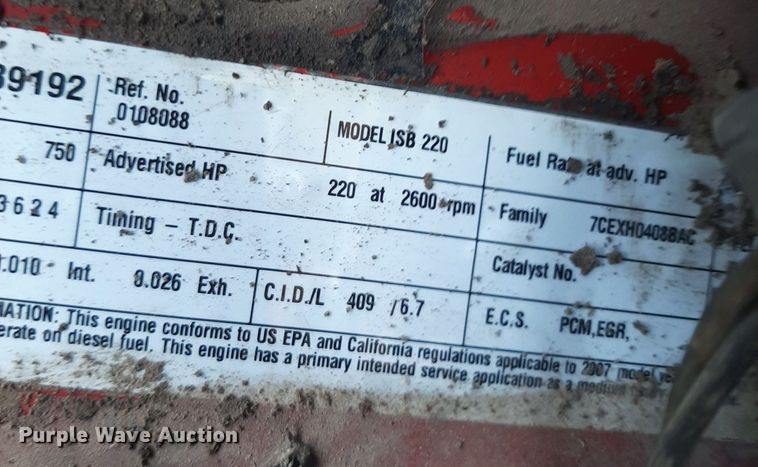 39192 Ref. No. 0108088 MODEL ISB 220 Fuel Rate at adv. HP
750 Advertised HP 220 at 2600 rpm Family 7CEXH0408BAC
3624 Timing – T.D.C. Catalyst No.
.010 Int. 0.026 Exh. C.I.D./L 409 /6.7 E.C.S. PCM,EGR,
MATION: This engine conforms to US EPA and California regulations applicable to 2007 model
erate on diesel fuel. This engine has a primary intended service application as a medium
Purple Wave Auction